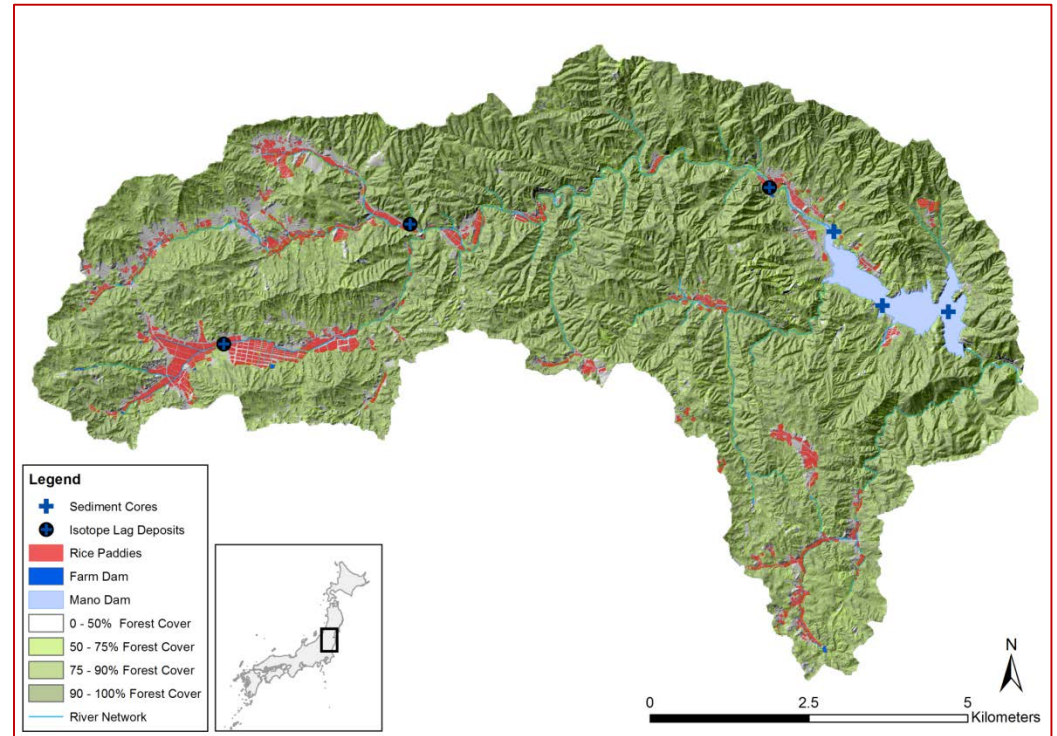 Legend
Sediment Cores
Isotope Lag Deposits
Rice Paddies
Farm Dam
Mano Dam
0 - 50% Forest Cover
50 - 75% Forest Cover
75 - 90% Forest Cover
90 - 100% Forest Cover
River Network
N
0 2.5 5
Kilometers